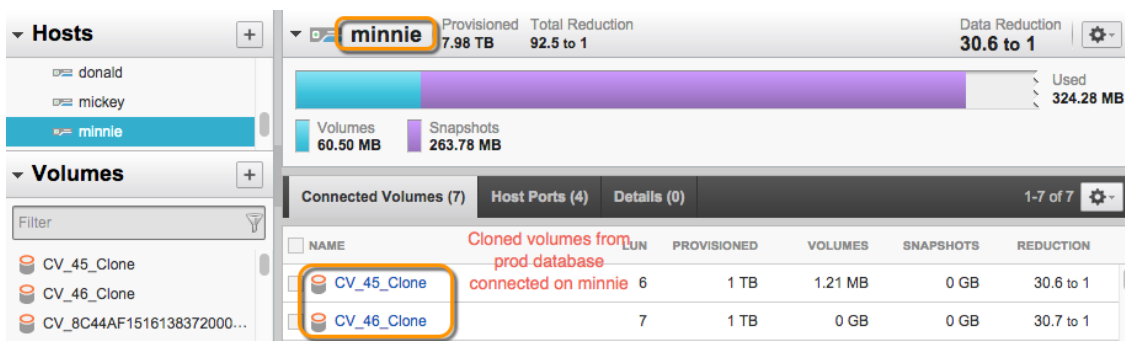 Hosts +
donald
mickey
minnie
Volumes +
Filter
CV_45_Clone
CV_46_Clone
CV_8C44AF1516138372000...
minnie
Provisioned Total Reduction
7.98 TB 92.5 to 1
Data Reduction
30.6 to 1
Used
324.28 MB
Volumes
60.50 MB
Snapshots
263.78 MB
Connected Volumes (7) Host Ports (4) Details (0) 1-7 of 7
NAME LUN PROVISIONED VOLUMES SNAPSHOTS REDUCTION
Cloned volumes from
prod database
connected on minnie
CV_45_Clone 6 1 TB 1.21 MB 0 GB 30.6 to 1
CV_46_Clone 7 1 TB 0 GB 0 GB 30.7 to 1